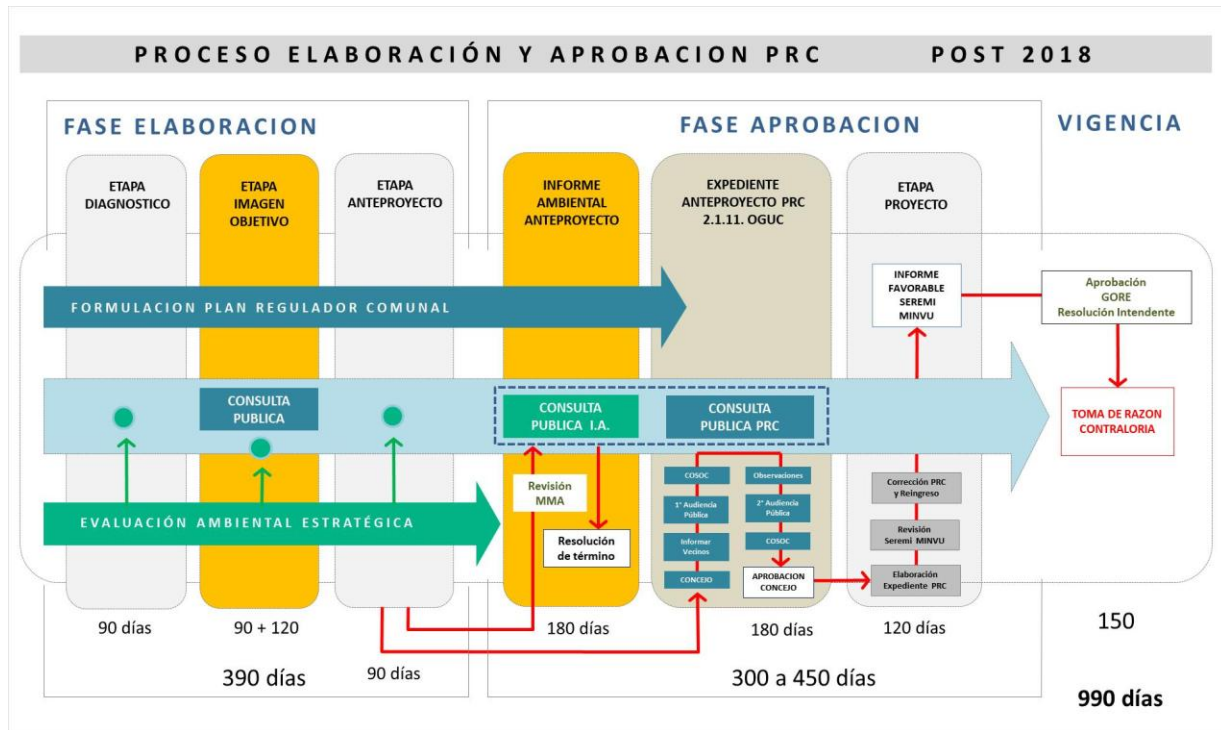 PROCESO ELABORACIÓN Y APROBACION PRC POST 2018
FASE ELABORACION
FASE APROBACION
VIGENCIA
ETAPA
DIAGNOSTICO
ETAPA
IMAGEN
OBJETIVO
ETAPA
ANTEPROYECTO
INFORME
AMBIENTAL
ANTEPROYECTO
EXPEDIENTE
ANTEPROYECTO PRC
2.1.11. OGUC
ETAPA
PROYECTO
FORMULACION PLAN REGULADOR COMUNAL
INFORME
FAVORABLE
SEREMI
MINVU
Aprobación
GORE
Resolución Intendente
CONSULTA
PUBLICA
CONSULTA
PUBLICA I.A.
CONSULTA
PUBLICA PRC
TOMA DE RAZON
CONTRALORIA
EVALUACIÓN AMBIENTAL ESTRATÉGICA
Revisión
MMA
Resolución
de término
COSOC
1° Audiencia
Pública
Informar
Vecinos
CONCEJO
Observaciones
2° Audiencia
Pública
COSOC
APROBACION
CONCEJO
Corrección PRC
y Reingreso
Revisión
Seremi MINVU
Elaboración
Expediente PRC
90 días
90 + 120
90 días
180 días
180 días
120 días
150
390 días
300 a 450 días
990 días